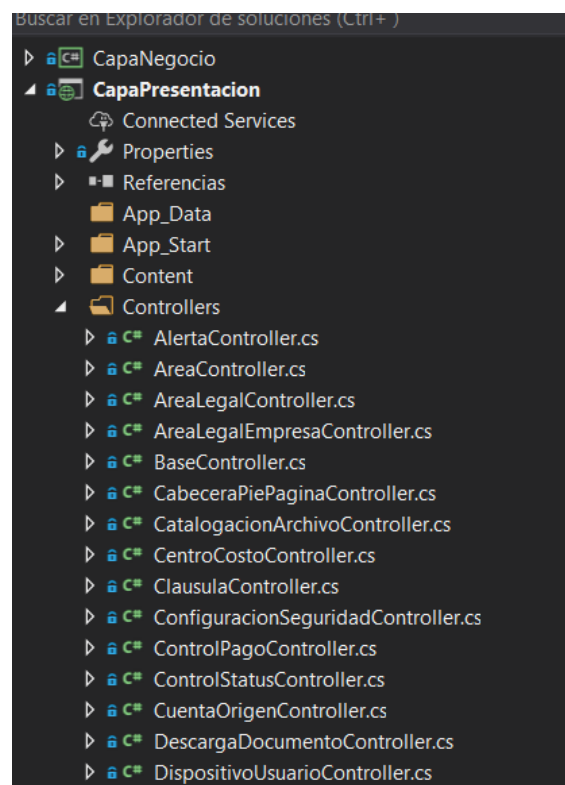 Buscar en Explorador de soluciones (Ctrl+ )
C# CapaNegocio
CapaPresentacion
Connected Services
Properties
Referencias
App_Data
App_Start
Content
Controllers
C# AlertaController.cs
C# AreaController.cs
C# AreaLegalController.cs
C# AreaLegalEmpresaController.cs
C# BaseController.cs
C# CabeceraPiePaginaController.cs
C# CatalogacionArchivoController.cs
C# CentroCostoController.cs
C# ClausulaController.cs
C# ConfiguracionSeguridadController.cs
C# ControlPagoController.cs
C# ControlStatusController.cs
C# CuentaOrigenController.cs
C# DescargaDocumentoController.cs
C# DispositivoUsuarioController.cs